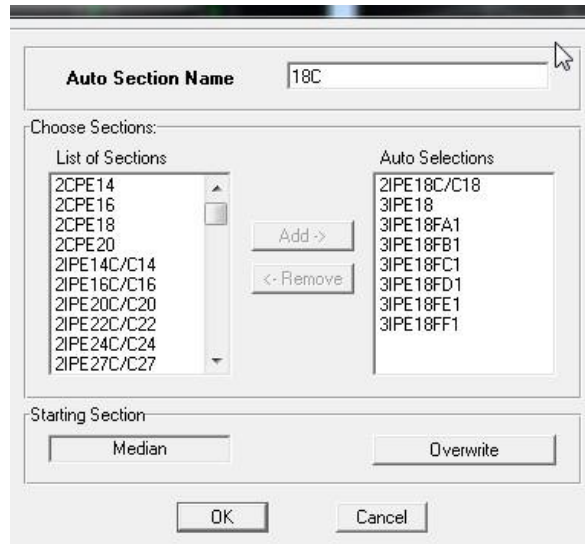 Auto Section Name
18C
Choose Sections:
List of Sections
2CPE14
2CPE16
2CPE18
2CPE20
2IPE14C/C14
2IPE16C/C16
2IPE20C/C20
2IPE22C/C22
2IPE24C/C24
2IPE27C/C27
Add ->
<- Remove
Auto Selections
2IPE18C/C18
3IPE18
3IPE18FA1
3IPE18FB1
3IPE18FC1
3IPE18FD1
3IPE18FE1
3IPE18FF1
Starting Section
Median
Overwrite
OK
Cancel